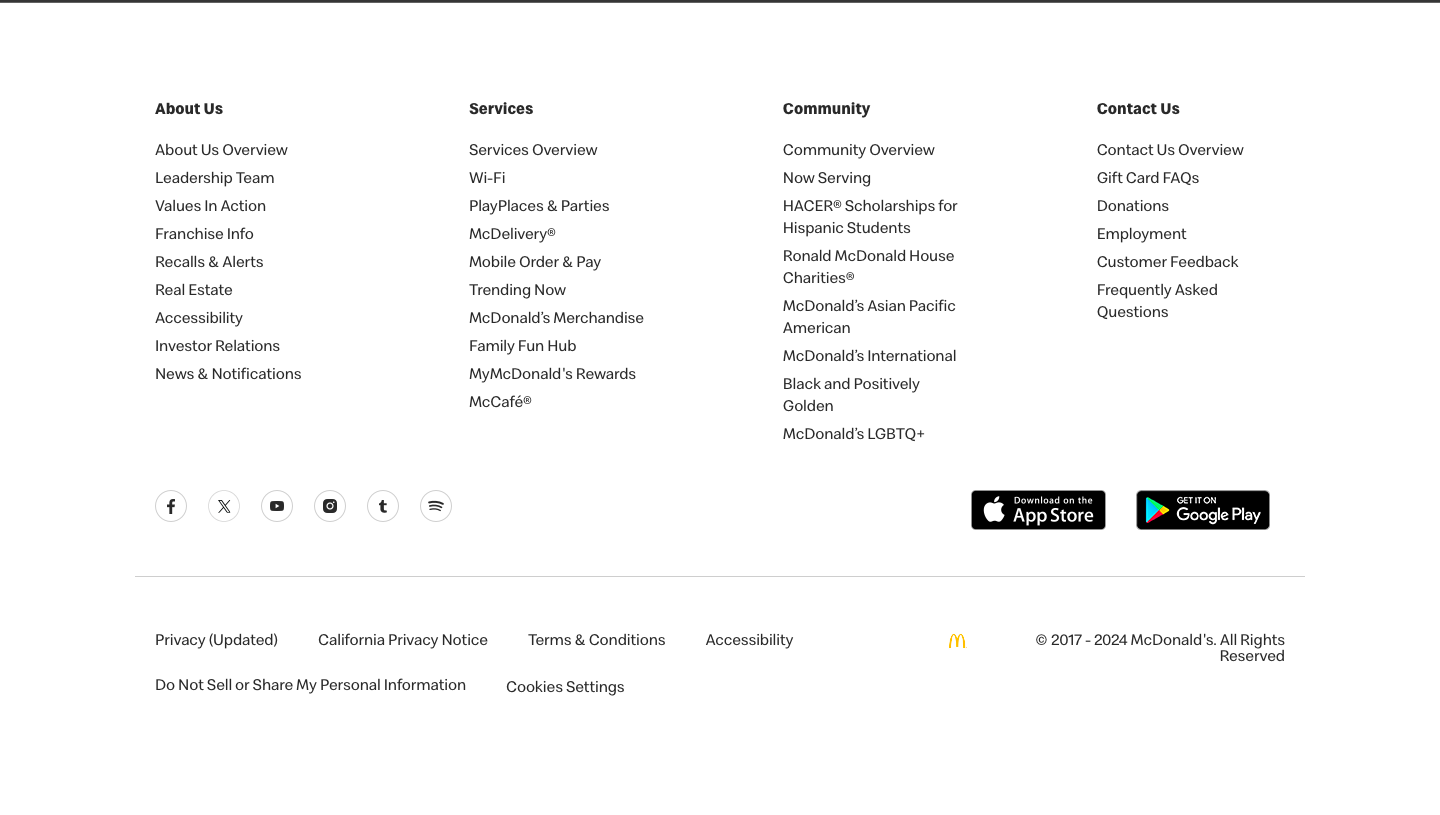 About Us
About Us Overview
Leadership Team
Values In Action
Franchise Info
Recalls & Alerts
Real Estate
Accessibility
Investor Relations
News & Notifications
Services
Services Overview
Wi-Fi
PlayPlaces & Parties
McDelivery®
Mobile Order & Pay
Trending Now
McDonald’s Merchandise
Family Fun Hub
MyMcDonald's Rewards
McCafé®
Community
Community Overview
Now Serving
HACER® Scholarships for
Hispanic Students
Ronald McDonald House
Charities®
McDonald’s Asian Pacific
American
McDonald’s International
Black and Positively
Golden
McDonald’s LGBTQ+
Contact Us
Contact Us Overview
Gift Card FAQs
Donations
Employment
Customer Feedback
Frequently Asked
Questions
Download on the
App Store
GET IT ON
Google Play
Privacy (Updated)
California Privacy Notice
Terms & Conditions
Accessibility
Do Not Sell or Share My Personal Information
Cookies Settings
© 2017 - 2024 McDonald's. All Rights
Reserved